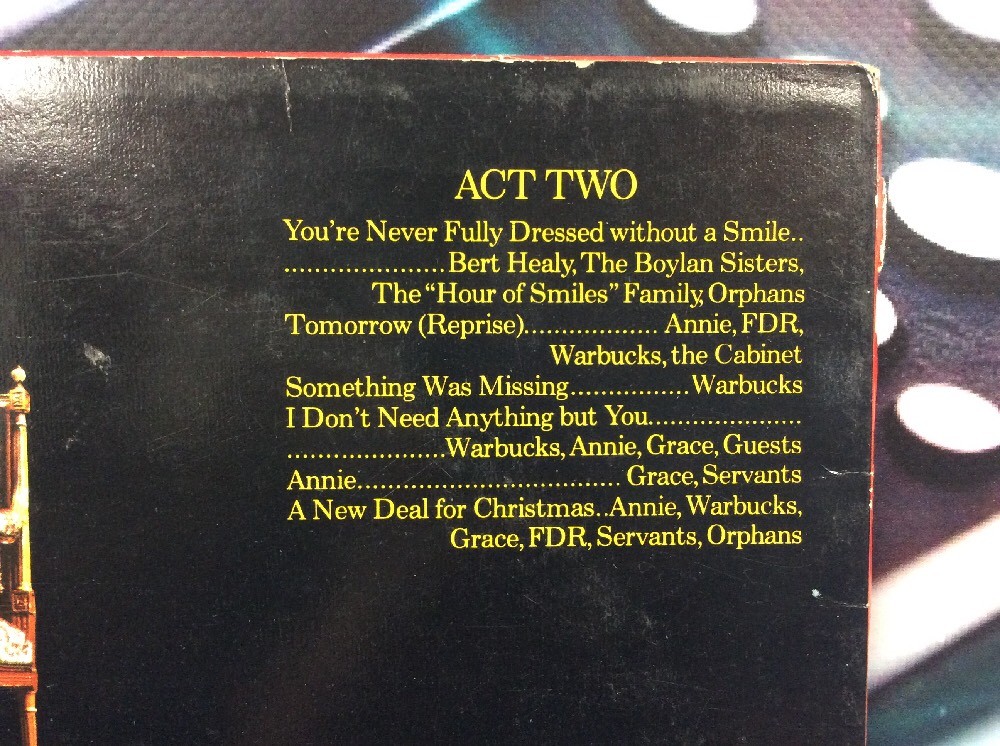 ACT TWO
You're Never Fully Dressed without a Smile..
.....................Bert Healy, The Boylan Sisters,
The "Hour of Smiles" Family, Orphans
Tomorrow (Reprise).................. Annie, FDR,
Warbucks, the Cabinet
Something Was Missing................Warbucks
I Don't Need Anything but You....................
.....................Warbucks, Annie, Grace, Guests
Annie.................................. Grace, Servants
A New Deal for Christmas..Annie, Warbucks,
Grace, FDR, Servants, Orphans